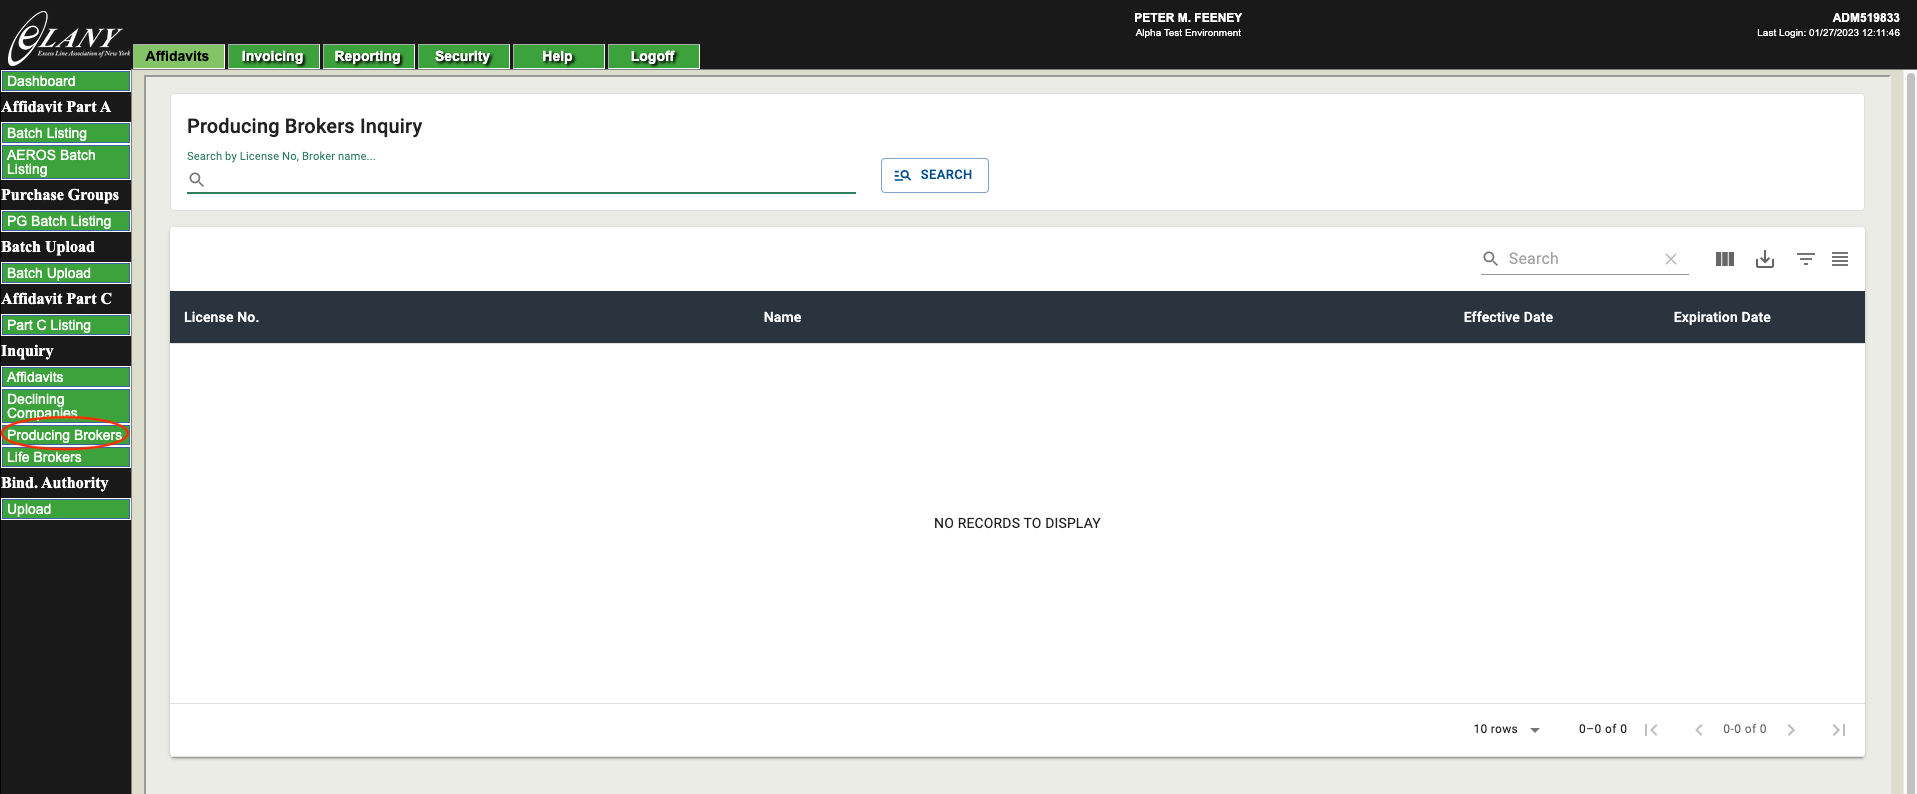 eLANY
Excess Line Association of New York
PETER M. FEENEY
Alpha Test Environment
ADM519833
Last Login: 01/27/2023 12:11:46
Affidavits Invoicing Reporting Security Help Logoff
Dashboard
Affidavit Part A
Batch Listing
AEROS Batch
Listing
Purchase Groups
PG Batch Listing
Batch Upload
Batch Upload
Affidavit Part C
Part C Listing
Inquiry
Affidavits
Declining
Companies
Producing Brokers
Life Brokers
Bind. Authority
Upload
Producing Brokers Inquiry
Search by License No, Broker name...
SEARCH
Search
License No. Name Effective Date Expiration Date
NO RECORDS TO DISPLAY
10 rows 0–0 of 0 0-0 of 0